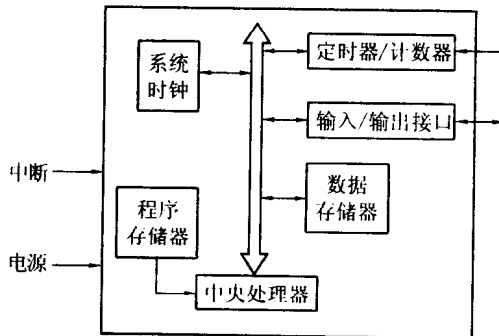 系统
时钟
定时器/计数器
输入/输出接口
中断
程序
存储器
数据
存储器
电源
中央处理器